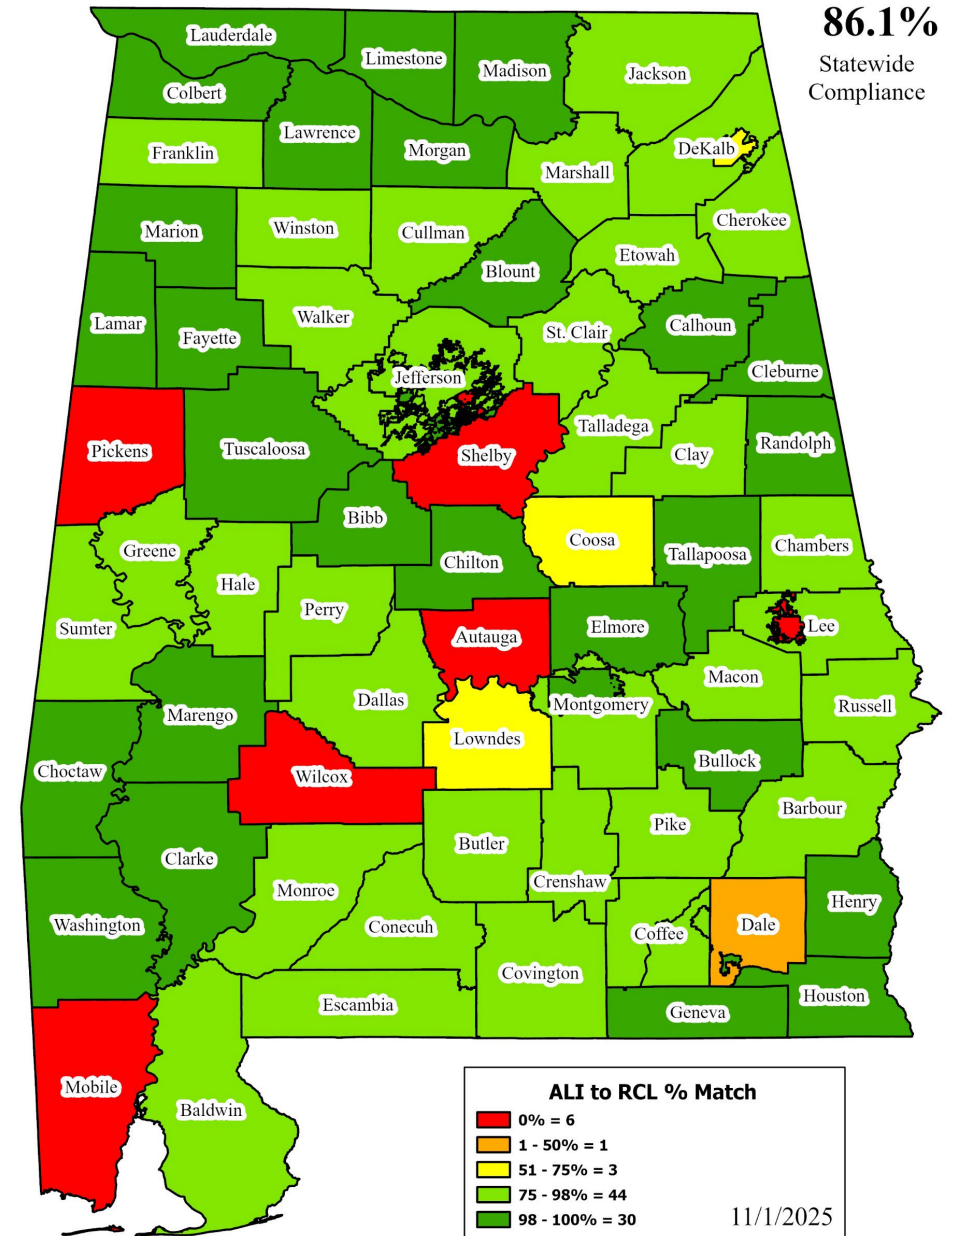 86.1%
Statewide
Compliance
Lauderdale
Limestone
Madison
Jackson
Colbert
Lawrence
Morgan
Franklin
Marshall
DeKalb
Cherokee
Marion
Winston
Cullman
Etowah
Blount
Lamar
Fayette
Walker
St. Clair
Calhoun
Cleburne
Jefferson
Pickens
Tuscaloosa
Shelby
Talladega
Clay
Randolph
Bibb
Greene
Hale
Chilton
Coosa
Tallapoosa
Chambers
Perry
Sumter
Autauga
Elmore
Lee
Macon
Dallas
Montgomery
Russell
Marengo
Lowndes
Bullock
Choctaw
Wilcox
Barbour
Pike
Butler
Clarke
Crenshaw
Monroe
Henry
Washington
Conecuh
Coffee
Dale
Covington
Houston
Escambia
Geneva
Mobile
Baldwin
ALI to RCL % Match
0% = 6
1 - 50% = 1
51 - 75% = 3
75 - 98% = 44
98 - 100% = 30
11/1/2025